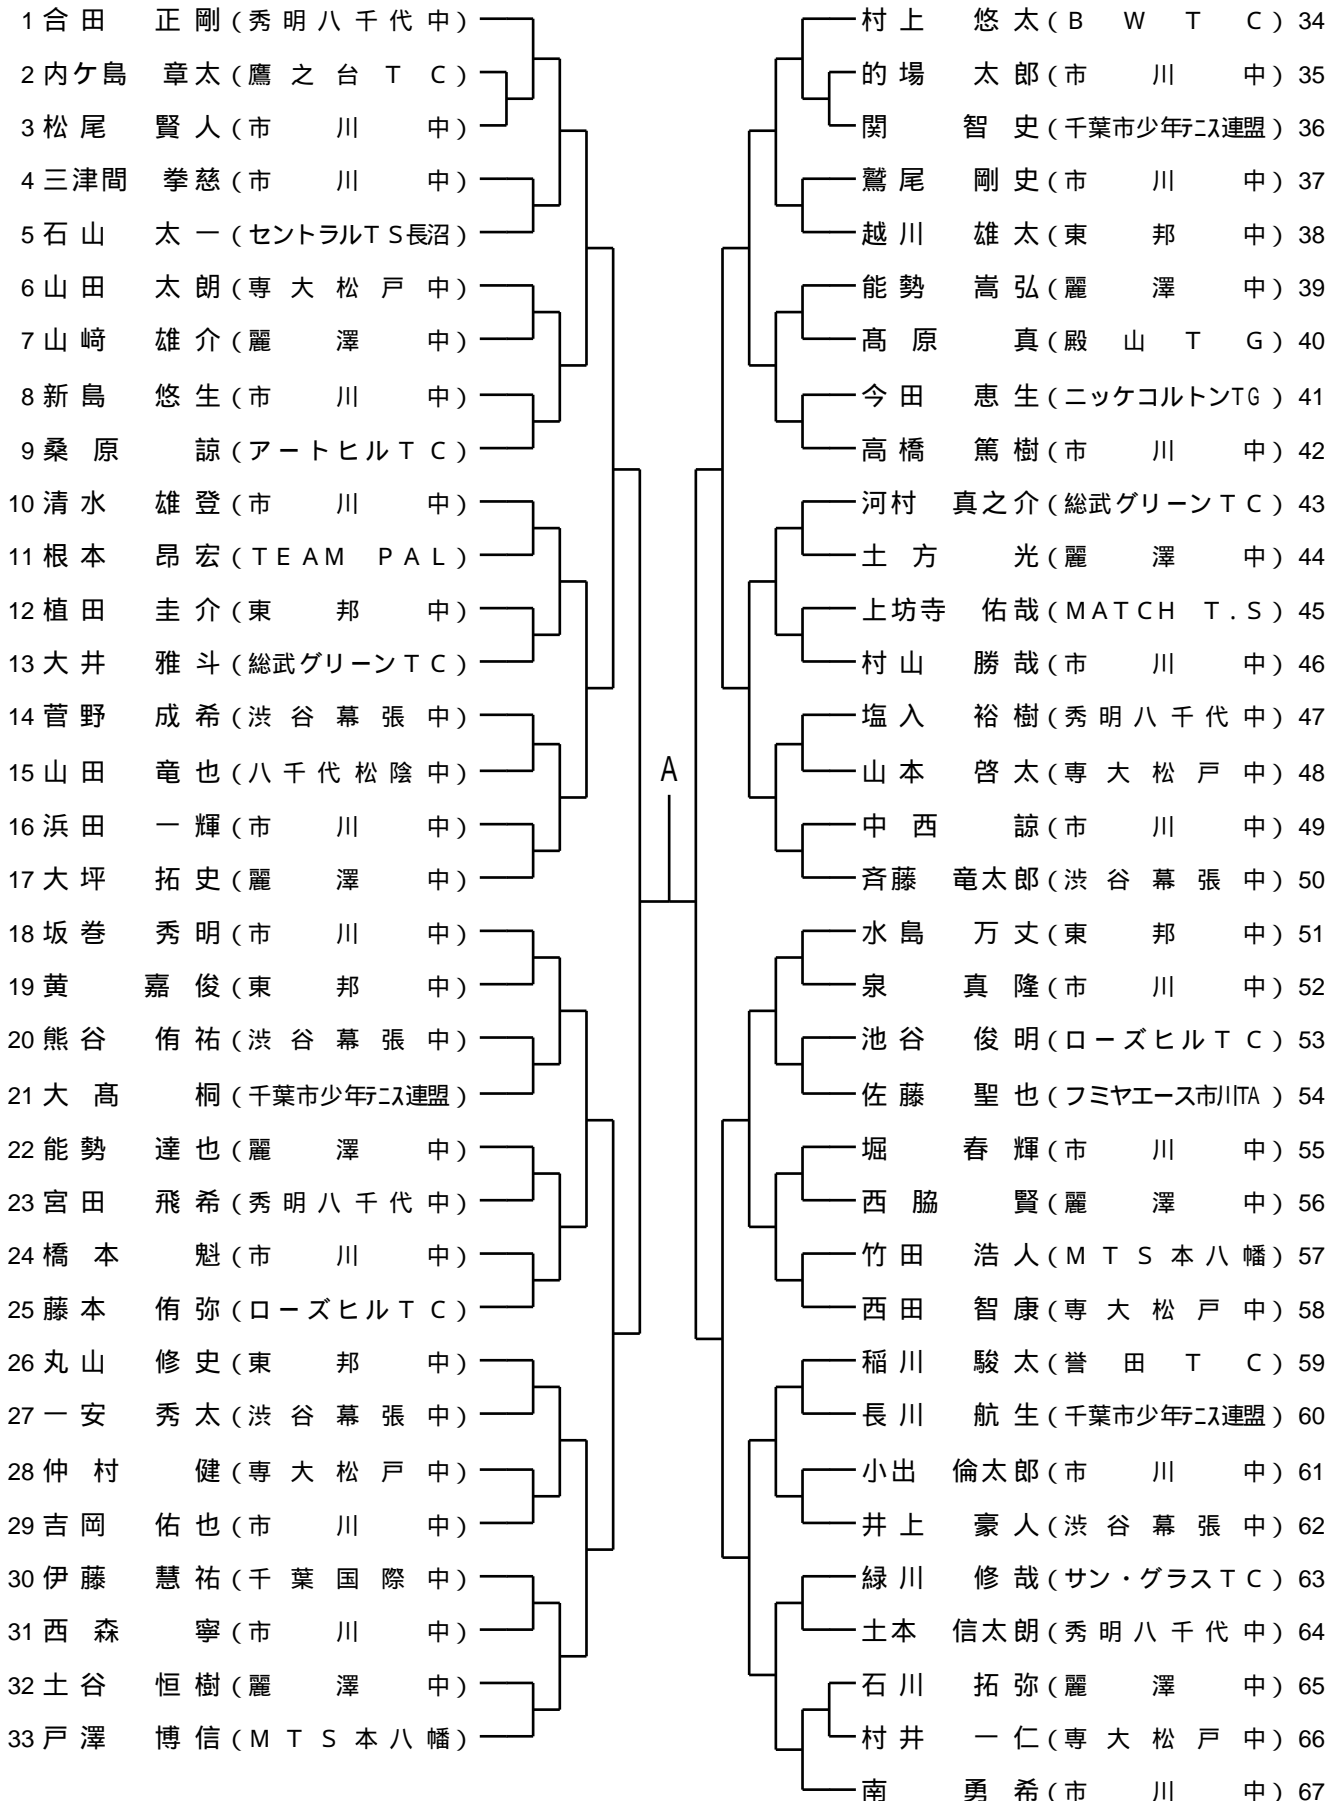 1 合田 正剛 (秀明八千代中)
2 内ケ島 章太 (鷹之台TC)
3 松尾 賢人 (市川中)
4 三津間 拳慈 (市川中)
5 石山 太一 (セントラルTS長沼)
6 山田 太朗 (専大松戸中)
7 山﨑 雄介 (麗澤中)
8 新島 悠生 (市川中)
9 桑原 諒 (アートヒルTC)
10 清水 雄登 (市川中)
11 根本 昂宏 (TEAM PAL)
12 植田 圭介 (東邦中)
13 大井 雅斗 (総武グリーンTC)
14 菅野 成希 (渋谷幕張中)
15 山田 竜也 (八千代松陰中)
16 浜田 一輝 (市川中)
17 大坪 拓史 (麗澤中)
18 坂巻 秀明 (市川中)
19 黄 嘉俊 (東邦中)
20 熊谷 侑祐 (渋谷幕張中)
21 大髙 桐 (千葉市少年テニス連盟)
22 能勢 達也 (麗澤中)
23 宮田 飛希 (秀明八千代中)
24 橋本 魁 (市川中)
25 藤本 侑弥 (ローズヒルTC)
26 丸山 修史 (東邦中)
27 一安 秀太 (渋谷幕張中)
28 仲村 健 (専大松戸中)
29 吉岡 佑也 (市川中)
30 伊藤 慧祐 (千葉国際中)
31 西森 寧 (市川中)
32 土谷 恒樹 (麗澤中)
33 戸澤 博信 (MTS本八幡)
A
村上 悠太 (BWTC) 34
的場 太郎 (市川中) 35
関 智史 (千葉市少年テニス連盟) 36
鷲尾 剛史 (市川中) 37
越川 雄太 (東邦中) 38
能勢 嵩弘 (麗澤中) 39
髙原 真 (殿山TG) 40
今田 恵生 (ニッケコルトンTG) 41
高橋 篤樹 (市川中) 42
河村 真之介 (総武グリーンTC) 43
土方 光 (麗澤中) 44
上坊寺 佑哉 (MATCH T.S) 45
村山 勝哉 (市川中) 46
塩入 裕樹 (秀明八千代中) 47
山本 啓太 (専大松戸中) 48
中西 諒 (市川中) 49
斉藤 竜太郎 (渋谷幕張中) 50
水島 万丈 (東邦中) 51
泉 真隆 (市川中) 52
池谷 俊明 (ローズヒルTC) 53
佐藤 聖也 (フミヤエース市川TA) 54
堀 春輝 (市川中) 55
西脇 賢 (麗澤中) 56
竹田 浩人 (MTS本八幡) 57
西田 智康 (専大松戸中) 58
稲川 駿太 (誉田TC) 59
長川 航生 (千葉市少年テニス連盟) 60
小出 倫太郎 (市川中) 61
井上 豪人 (渋谷幕張中) 62
緑川 修哉 (サン・グラスTC) 63
土本 信太朗 (秀明八千代中) 64
石川 拓弥 (麗澤中) 65
村井 一仁 (専大松戸中) 66
南 勇希 (市川中) 67